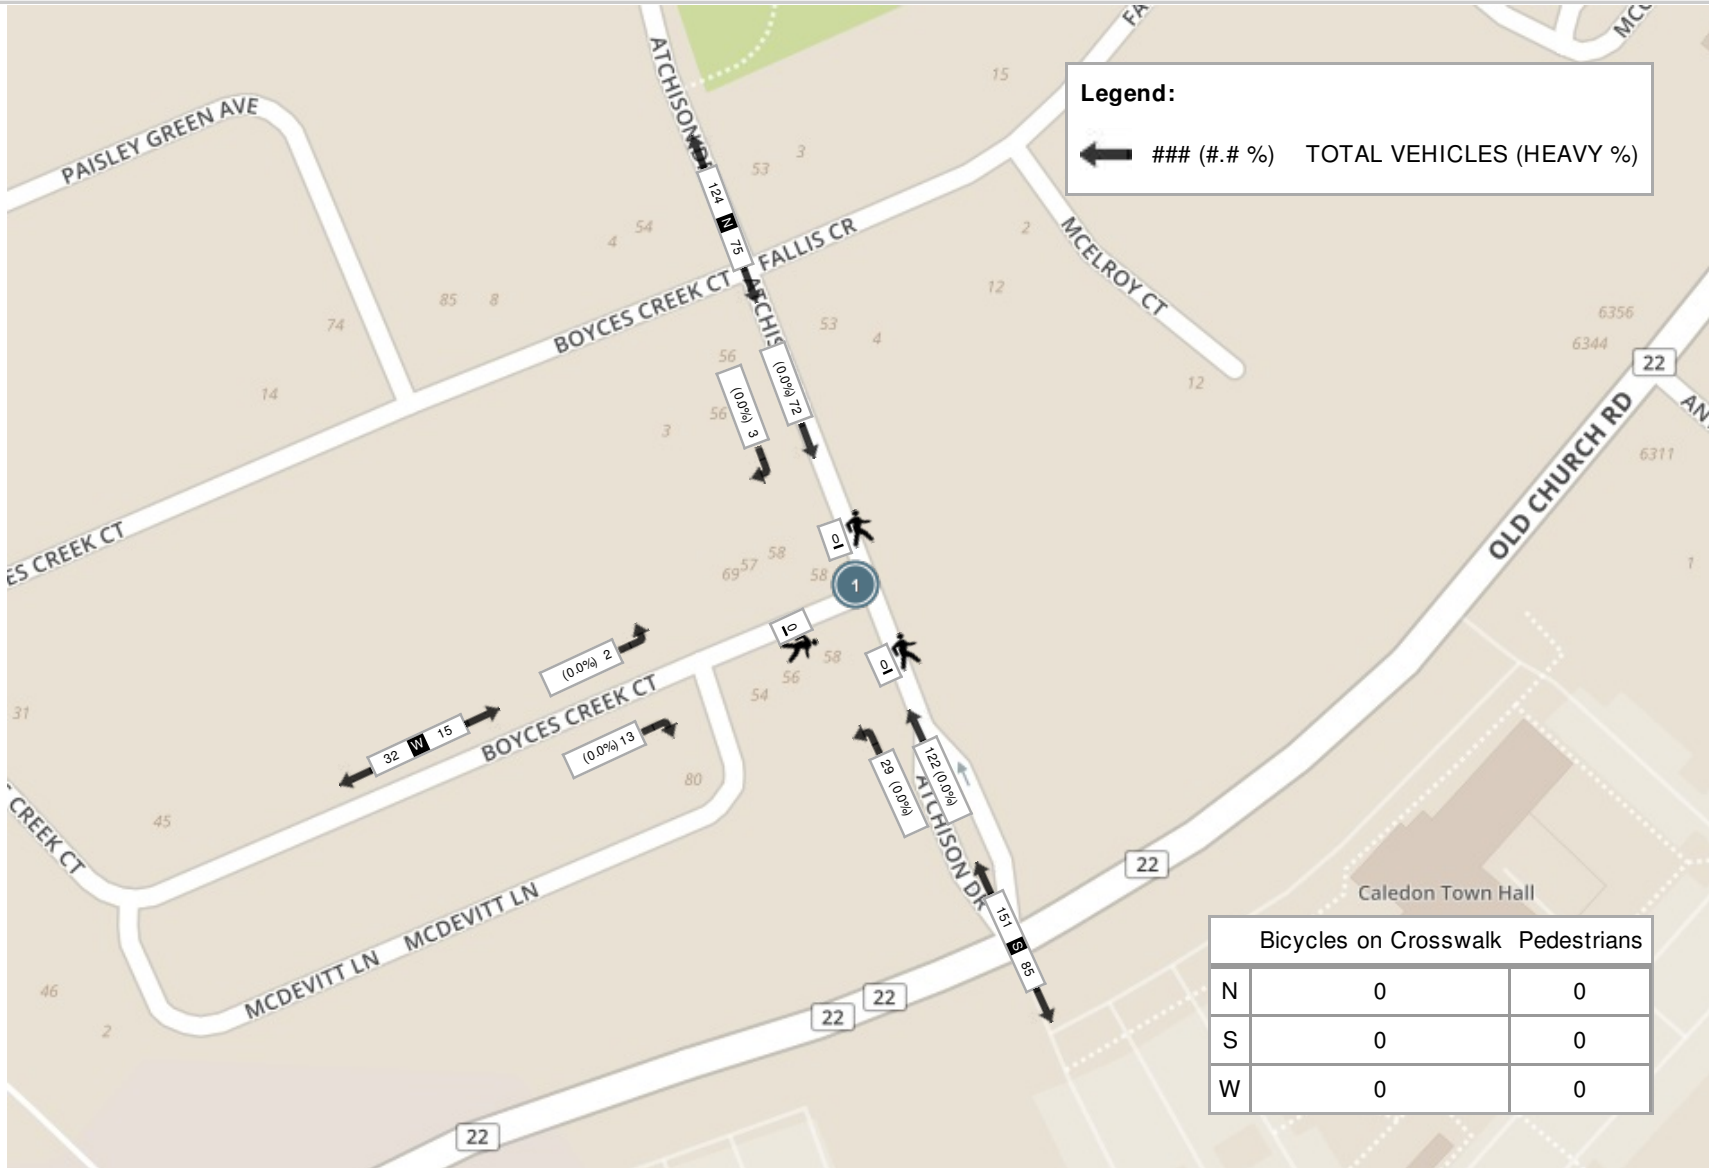 FA
MCC
ATCHISON D
15
Legend:
### (#.# %) TOTAL VEHICLES (HEAVY %)
PAISLEY GREEN AVE
53
3
124 N 75
54
4
2
FALLIS CR
MCELROY CT
85
8
12
BOYCES CREEK CT
ATCHIS
74
53
4
6356
6344
22
56
(0.0%) 72
(0.0%) 3
12
14
56
3
OLD CHURCH RD
AN
6311
ES CREEK CT
0
58
57
69
58
1
1
0
(0.0%) 2
58
0
56
54
BOYCES CREEK CT
31
32 W 15
(0.0%) 13
80
29 (0.0%)
122 (0.0%)
45
CREEK CT
ATCHISON DR
22
MCDEVITT LN
MCDEVITT LN
151 S 85
Caledon Town Hall
46
2
22
22
22
Bicycles on Crosswalk Pedestrians
N 0 0
S 0 0
W 0 0